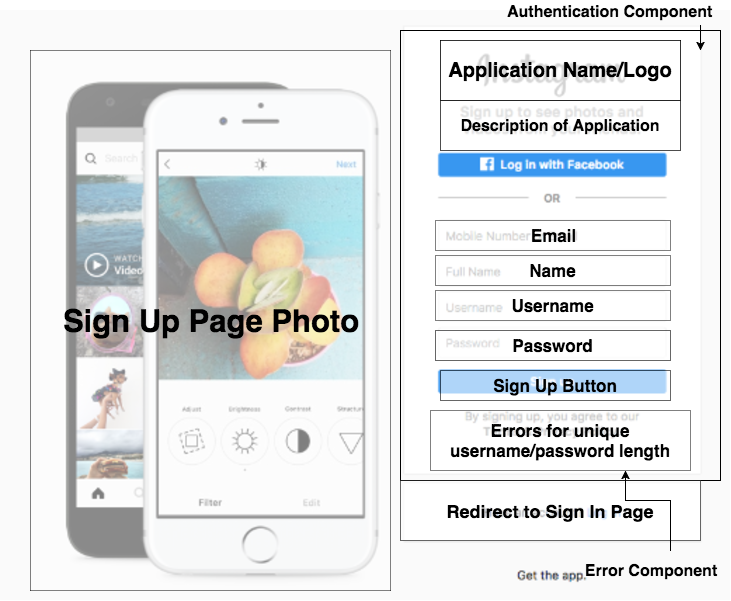 Authentication Component
Instagram
Application Name/Logo
Sign up to see photos and
Description of Application
Log in with Facebook
OR
Mobile Number
Email
Full Name
Name
Username
Username
Password
Password
Sign Up Button
By signing up, you agree to our
Errors for unique
username/password length
Redirect to Sign In Page
Get the app.
Error Component
Sign Up Page Photo
Search
WATCH
Video
Next
Adjust
Brightness
Contrast
Structure
Filter
Edit